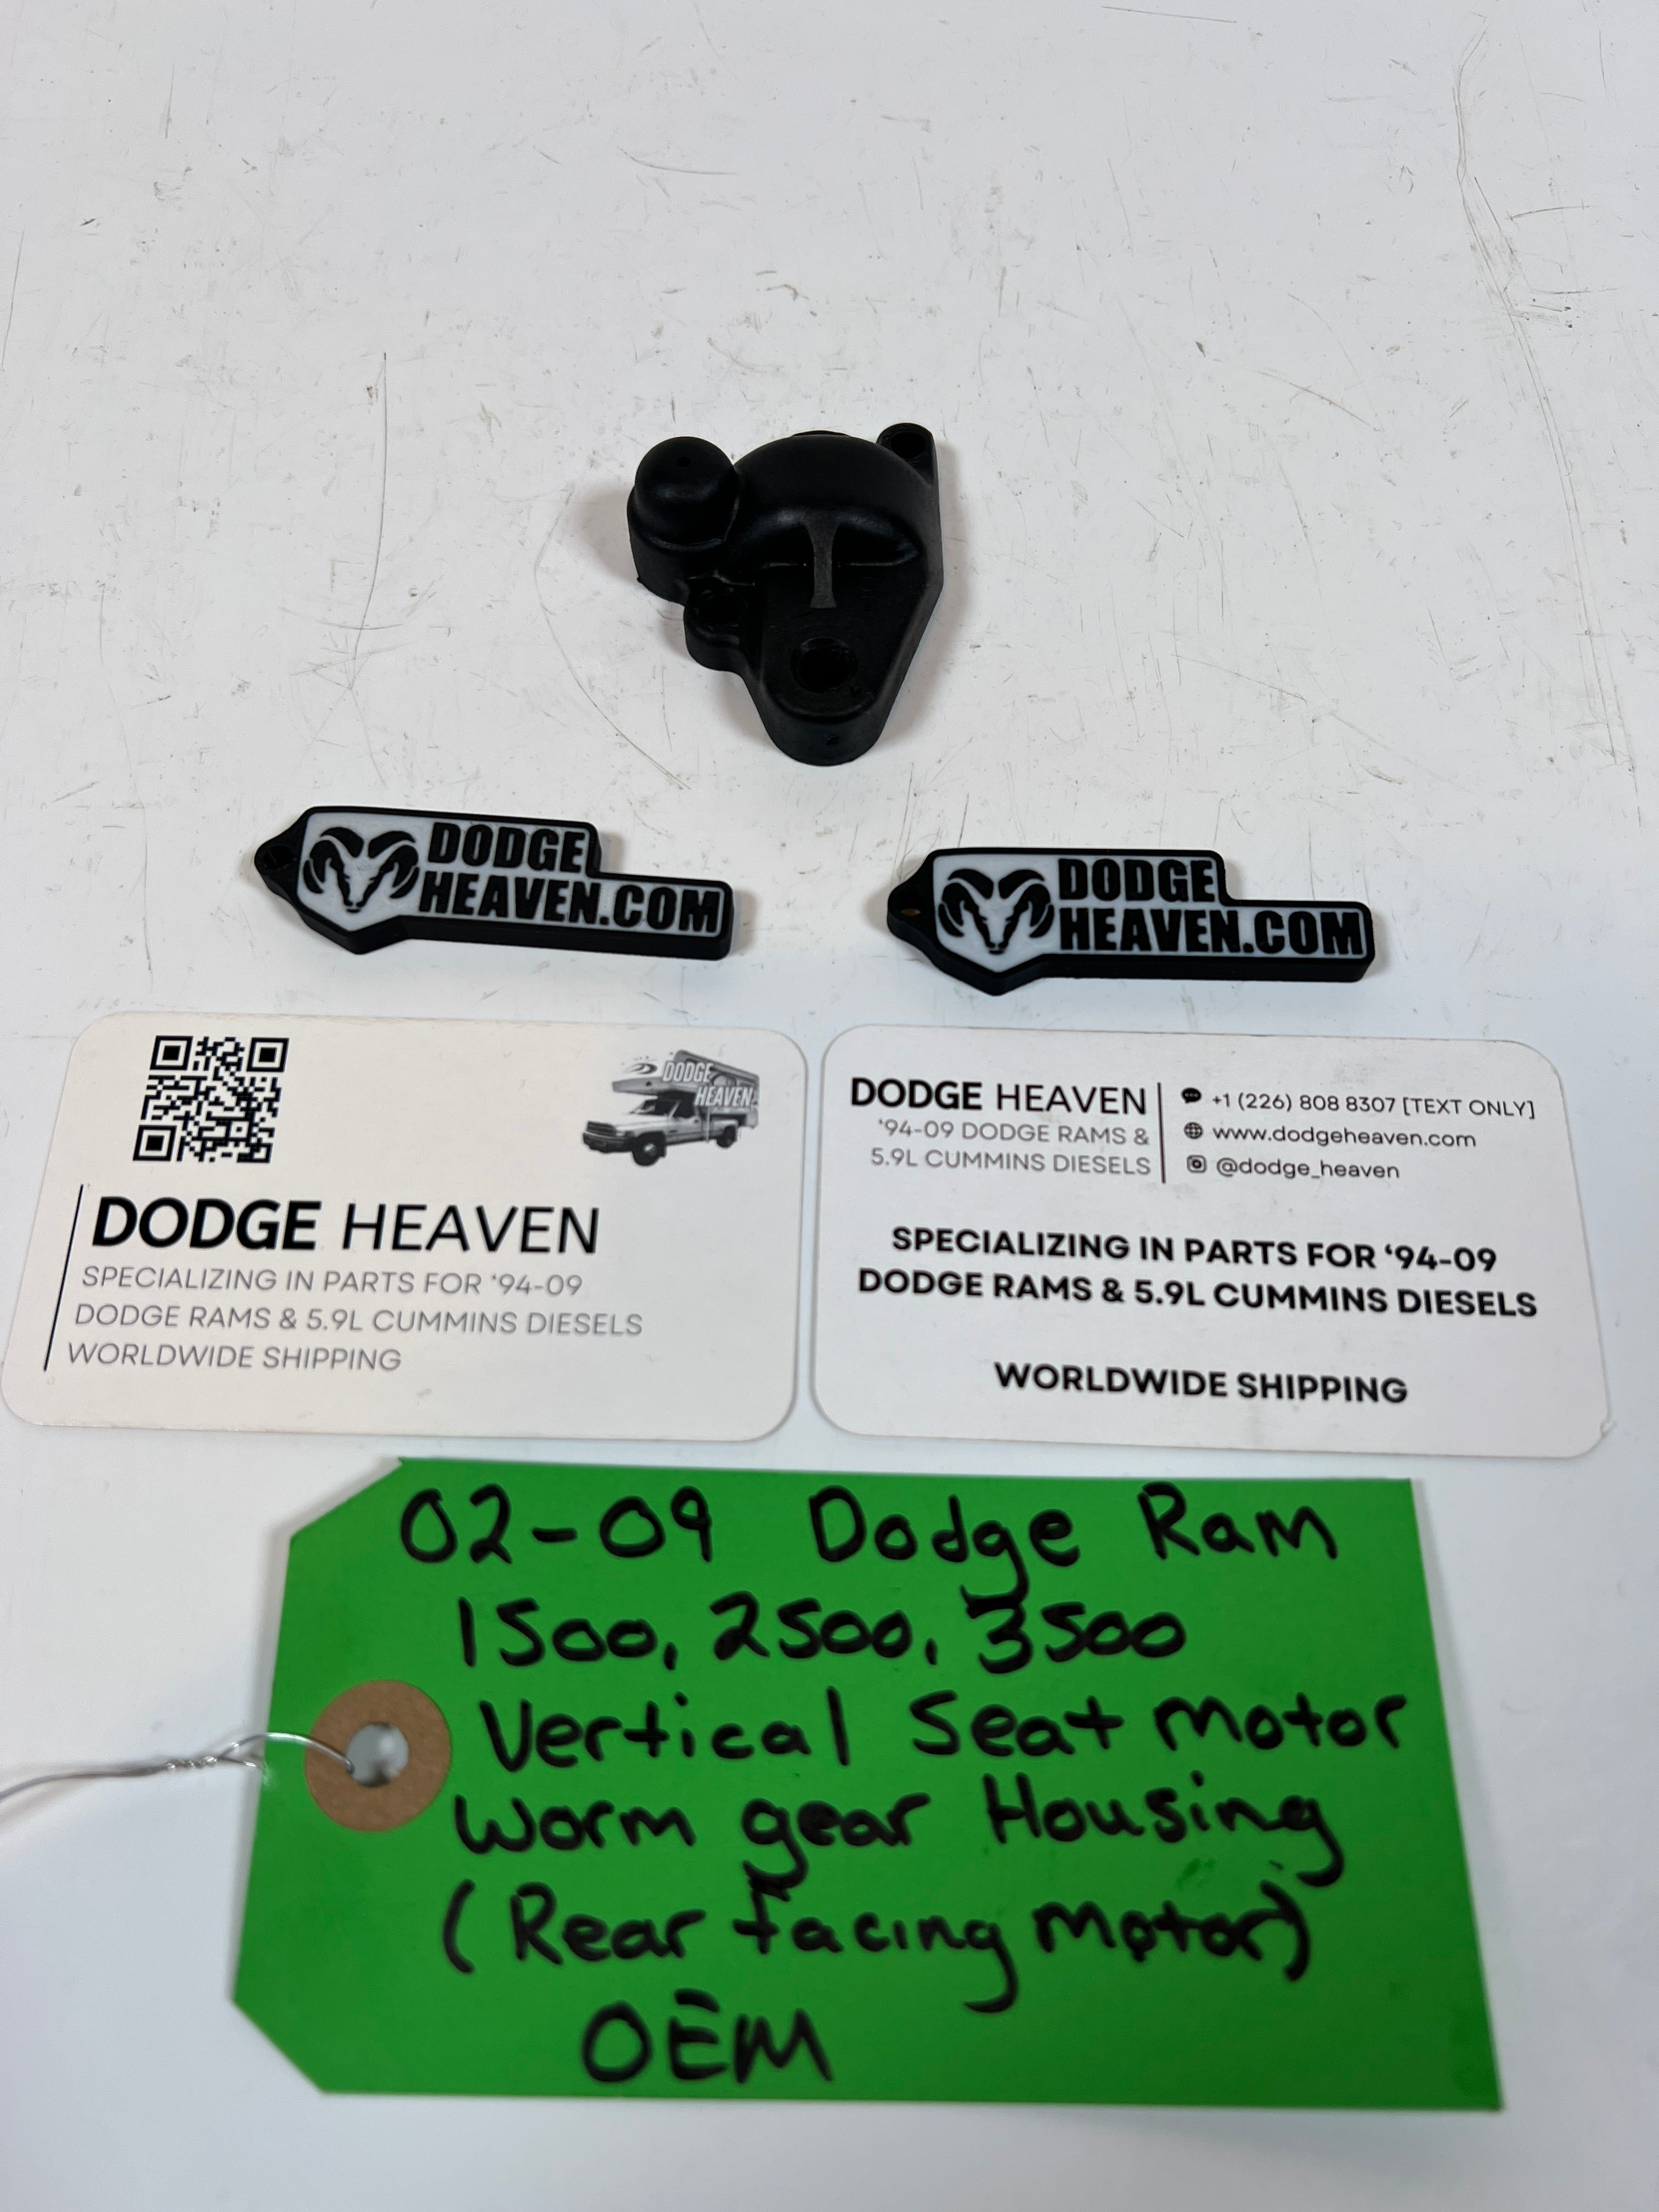 DODGE
HEAVEN.COM
DODGE
HEAVEN.COM
DODGE
HEAVEN
DODGE HEAVEN
SPECIALIZING IN PARTS FOR ‘94-09
DODGE RAMS & 5.9L CUMMINS DIESELS
WORLDWIDE SHIPPING
DODGE HEAVEN
‘94-09 DODGE RAMS &
5.9L CUMMINS DIESELS
+1 (226) 808 8307 [TEXT ONLY]
www.dodgeheaven.com
@dodge_heaven
SPECIALIZING IN PARTS FOR ‘94-09
DODGE RAMS & 5.9L CUMMINS DIESELS
WORLDWIDE SHIPPING
02-09 Dodge Ram
1500, 2500, 3500
Vertical Seat Motor
Worm gear Housing
(Rear facing motor)
OEM